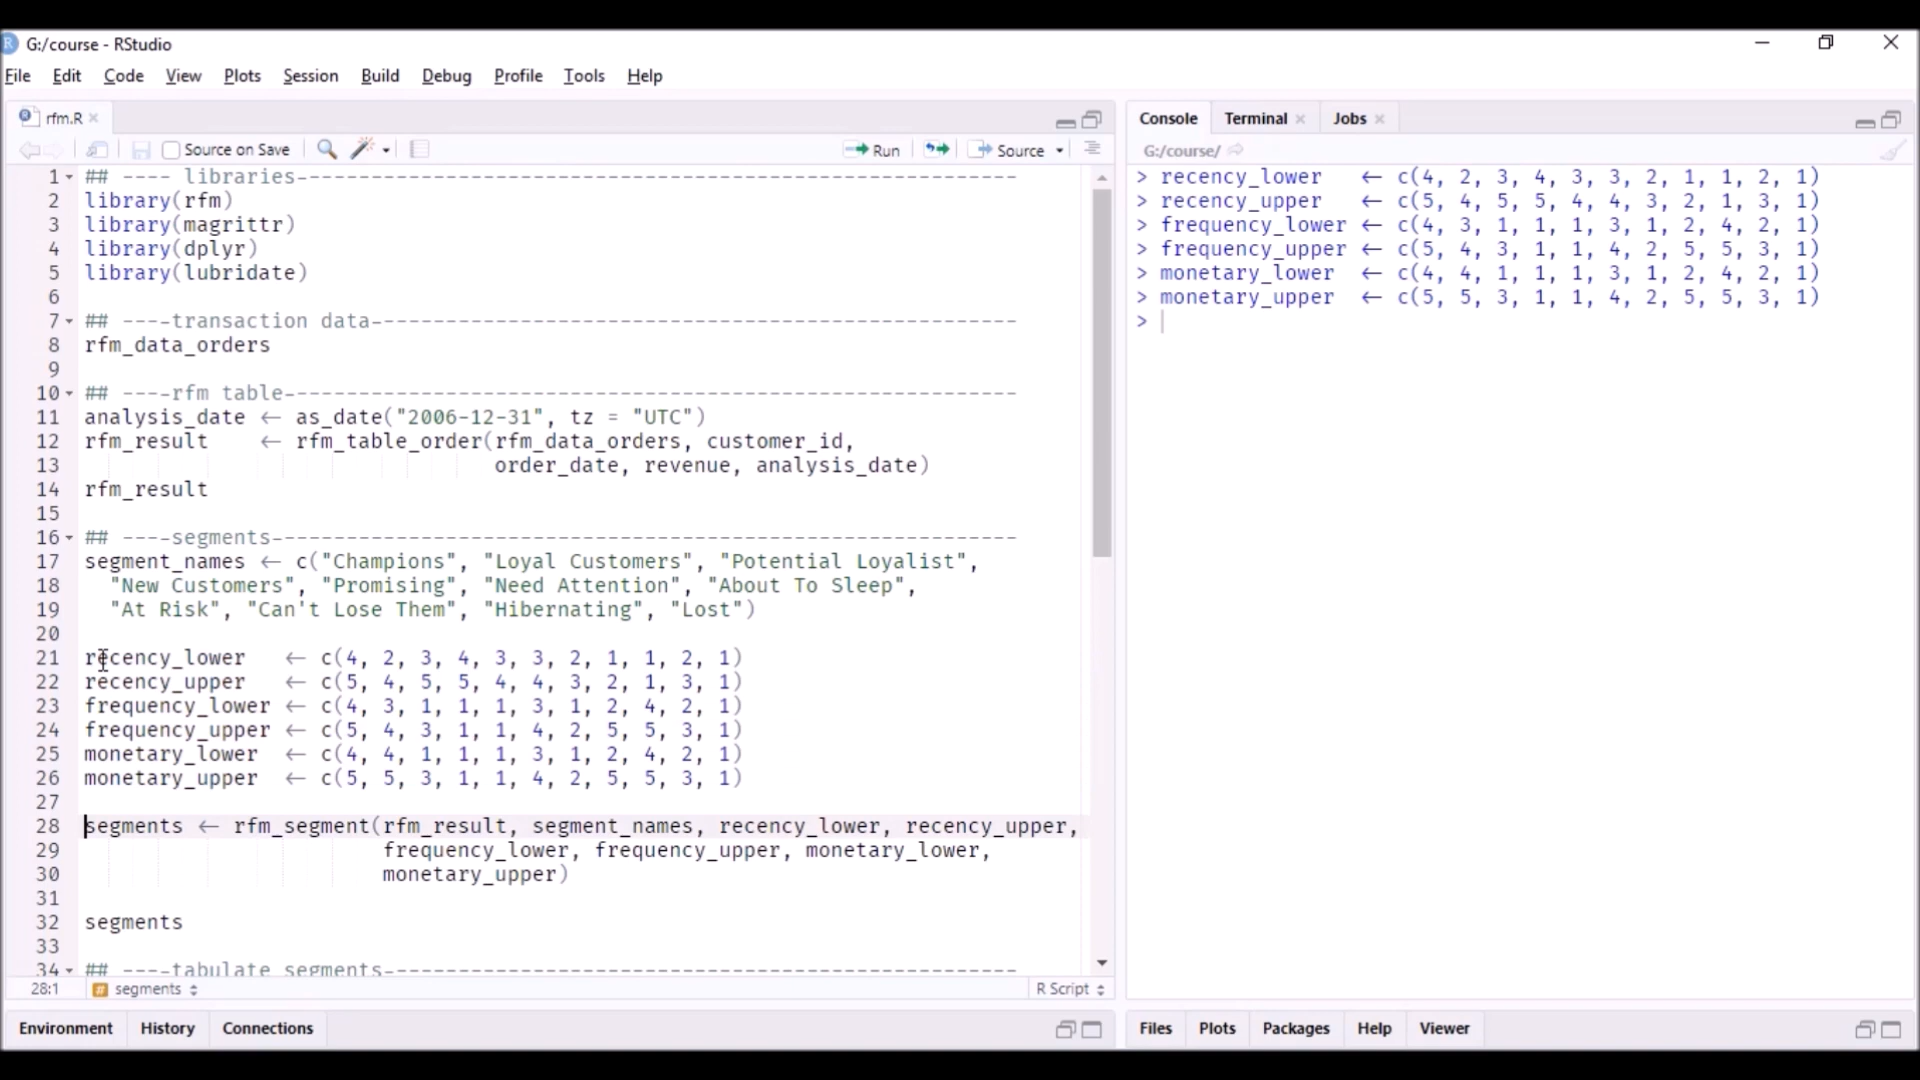 G:/course - RStudio
File Edit Code View Plots Session Build Debug Profile Tools Help
rfm.R
Source on Save Run Source
1 ## ---- libraries----------------------------------------------------------
2 library(rfm)
3 library(magrittr)
4 library(dplyr)
5 library(lubridate)
6
7 ## ----transaction data---------------------------------------------------
8 rfm_data_orders
9
10 ## ----rfm table----------------------------------------------------------
11 analysis_date ← as_date("2006-12-31", tz = "UTC")
12 rfm_result ← rfm_table_order(rfm_data_orders, customer_id,
13 order_date, revenue, analysis_date)
14 rfm_result
15
16 ## ----segments-----------------------------------------------------------
17 segment_names ← c("Champions", "Loyal Customers", "Potential Loyalist",
18 "New Customers", "Promising", "Need Attention", "About To Sleep",
19 "At Risk", "Can't Lose Them", "Hibernating", "Lost")
20
21 recency_lower ← c(4, 2, 3, 4, 3, 3, 2, 1, 1, 2, 1)
22 recency_upper ← c(5, 4, 5, 5, 4, 4, 3, 2, 1, 3, 1)
23 frequency_lower ← c(4, 3, 1, 1, 1, 3, 1, 2, 4, 2, 1)
24 frequency_upper ← c(5, 4, 3, 1, 1, 4, 2, 5, 5, 3, 1)
25 monetary_lower ← c(4, 4, 1, 1, 1, 3, 1, 2, 4, 2, 1)
26 monetary_upper ← c(5, 5, 3, 1, 1, 4, 2, 5, 5, 3, 1)
27
28 segments ← rfm_segment(rfm_result, segment_names, recency_lower, recency_upper,
29 frequency_lower, frequency_upper, monetary_lower,
30 monetary_upper)
31
32 segments
33
34 ## ----tabulate segments--------------------------------------------------
28:1 segments R Script
Environment History Connections
Console Terminal Jobs
G:/course/
> recency_lower ← c(4, 2, 3, 4, 3, 3, 2, 1, 1, 2, 1)
> recency_upper ← c(5, 4, 5, 5, 4, 4, 3, 2, 1, 3, 1)
> frequency_lower ← c(4, 3, 1, 1, 1, 3, 1, 2, 4, 2, 1)
> frequency_upper ← c(5, 4, 3, 1, 1, 4, 2, 5, 5, 3, 1)
> monetary_lower ← c(4, 4, 1, 1, 1, 3, 1, 2, 4, 2, 1)
> monetary_upper ← c(5, 5, 3, 1, 1, 4, 2, 5, 5, 3, 1)
>
Files Plots Packages Help Viewer